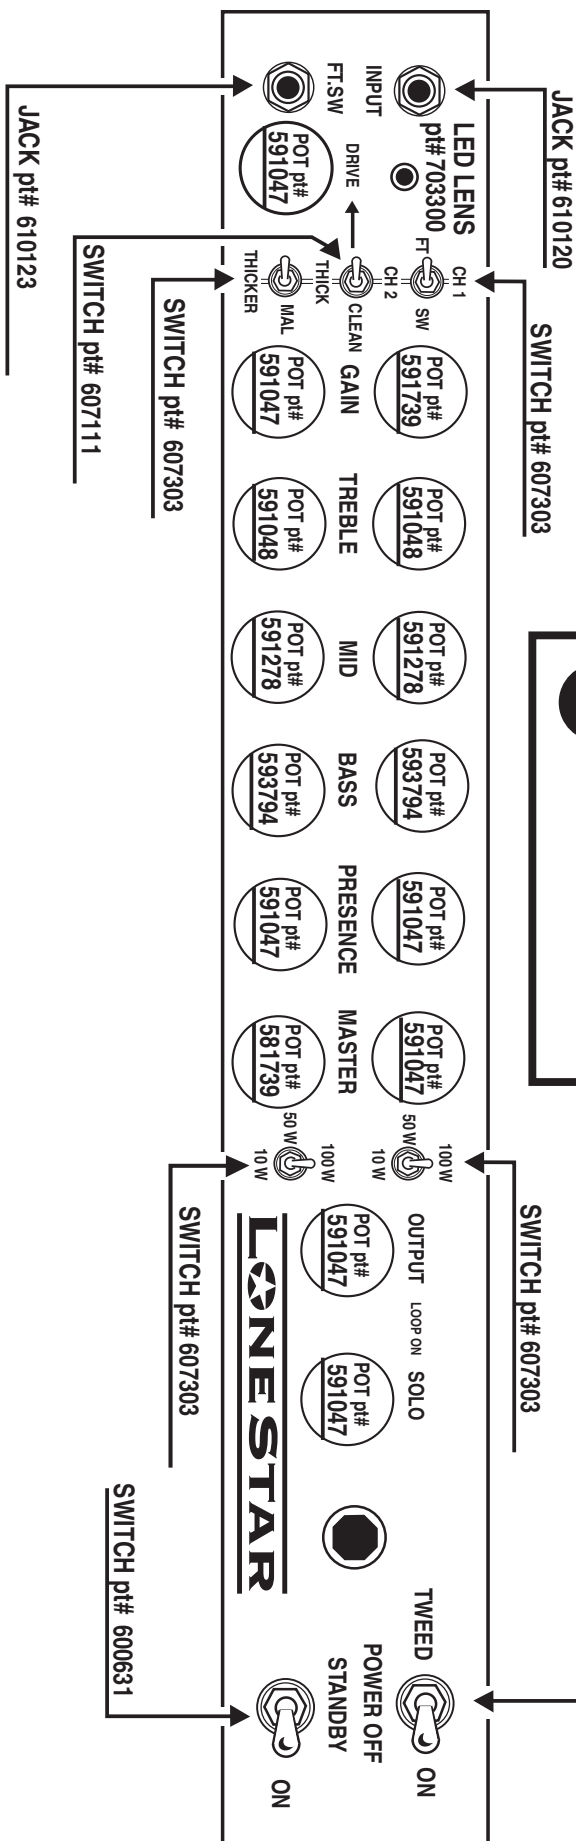 JACK pt# 610120
SWITCH pt# 607303
SWITCH pt# 607303
INPUT
LED LENS
pt# 703300
CH 1
FT
SW
POT pt#
591739
POT pt#
591048
POT pt#
591278
POT pt#
593794
POT pt#
591047
POT pt#
591047
100 W
50 W
10 W
OUTPUT
LOOP ON
SOLO
POT pt#
591047
POT pt#
591047
TWEED
POWER OFF
ON
FT.SW
DRIVE
CH 2
CLEAN
THICK
GAIN
TREBLE
MID
BASS
PRESENCE
MASTER
POT pt#
591047
MAL
THICKER
POT pt#
591047
POT pt#
591048
POT pt#
591278
POT pt#
593794
POT pt#
591047
POT pt#
581739
100 W
50 W
10 W
LONE STAR
STANDBY
ON
SWITCH pt# 607303
SWITCH pt# 607303
SWITCH pt# 600631
SWITCH pt# 607111
JACK pt# 610123